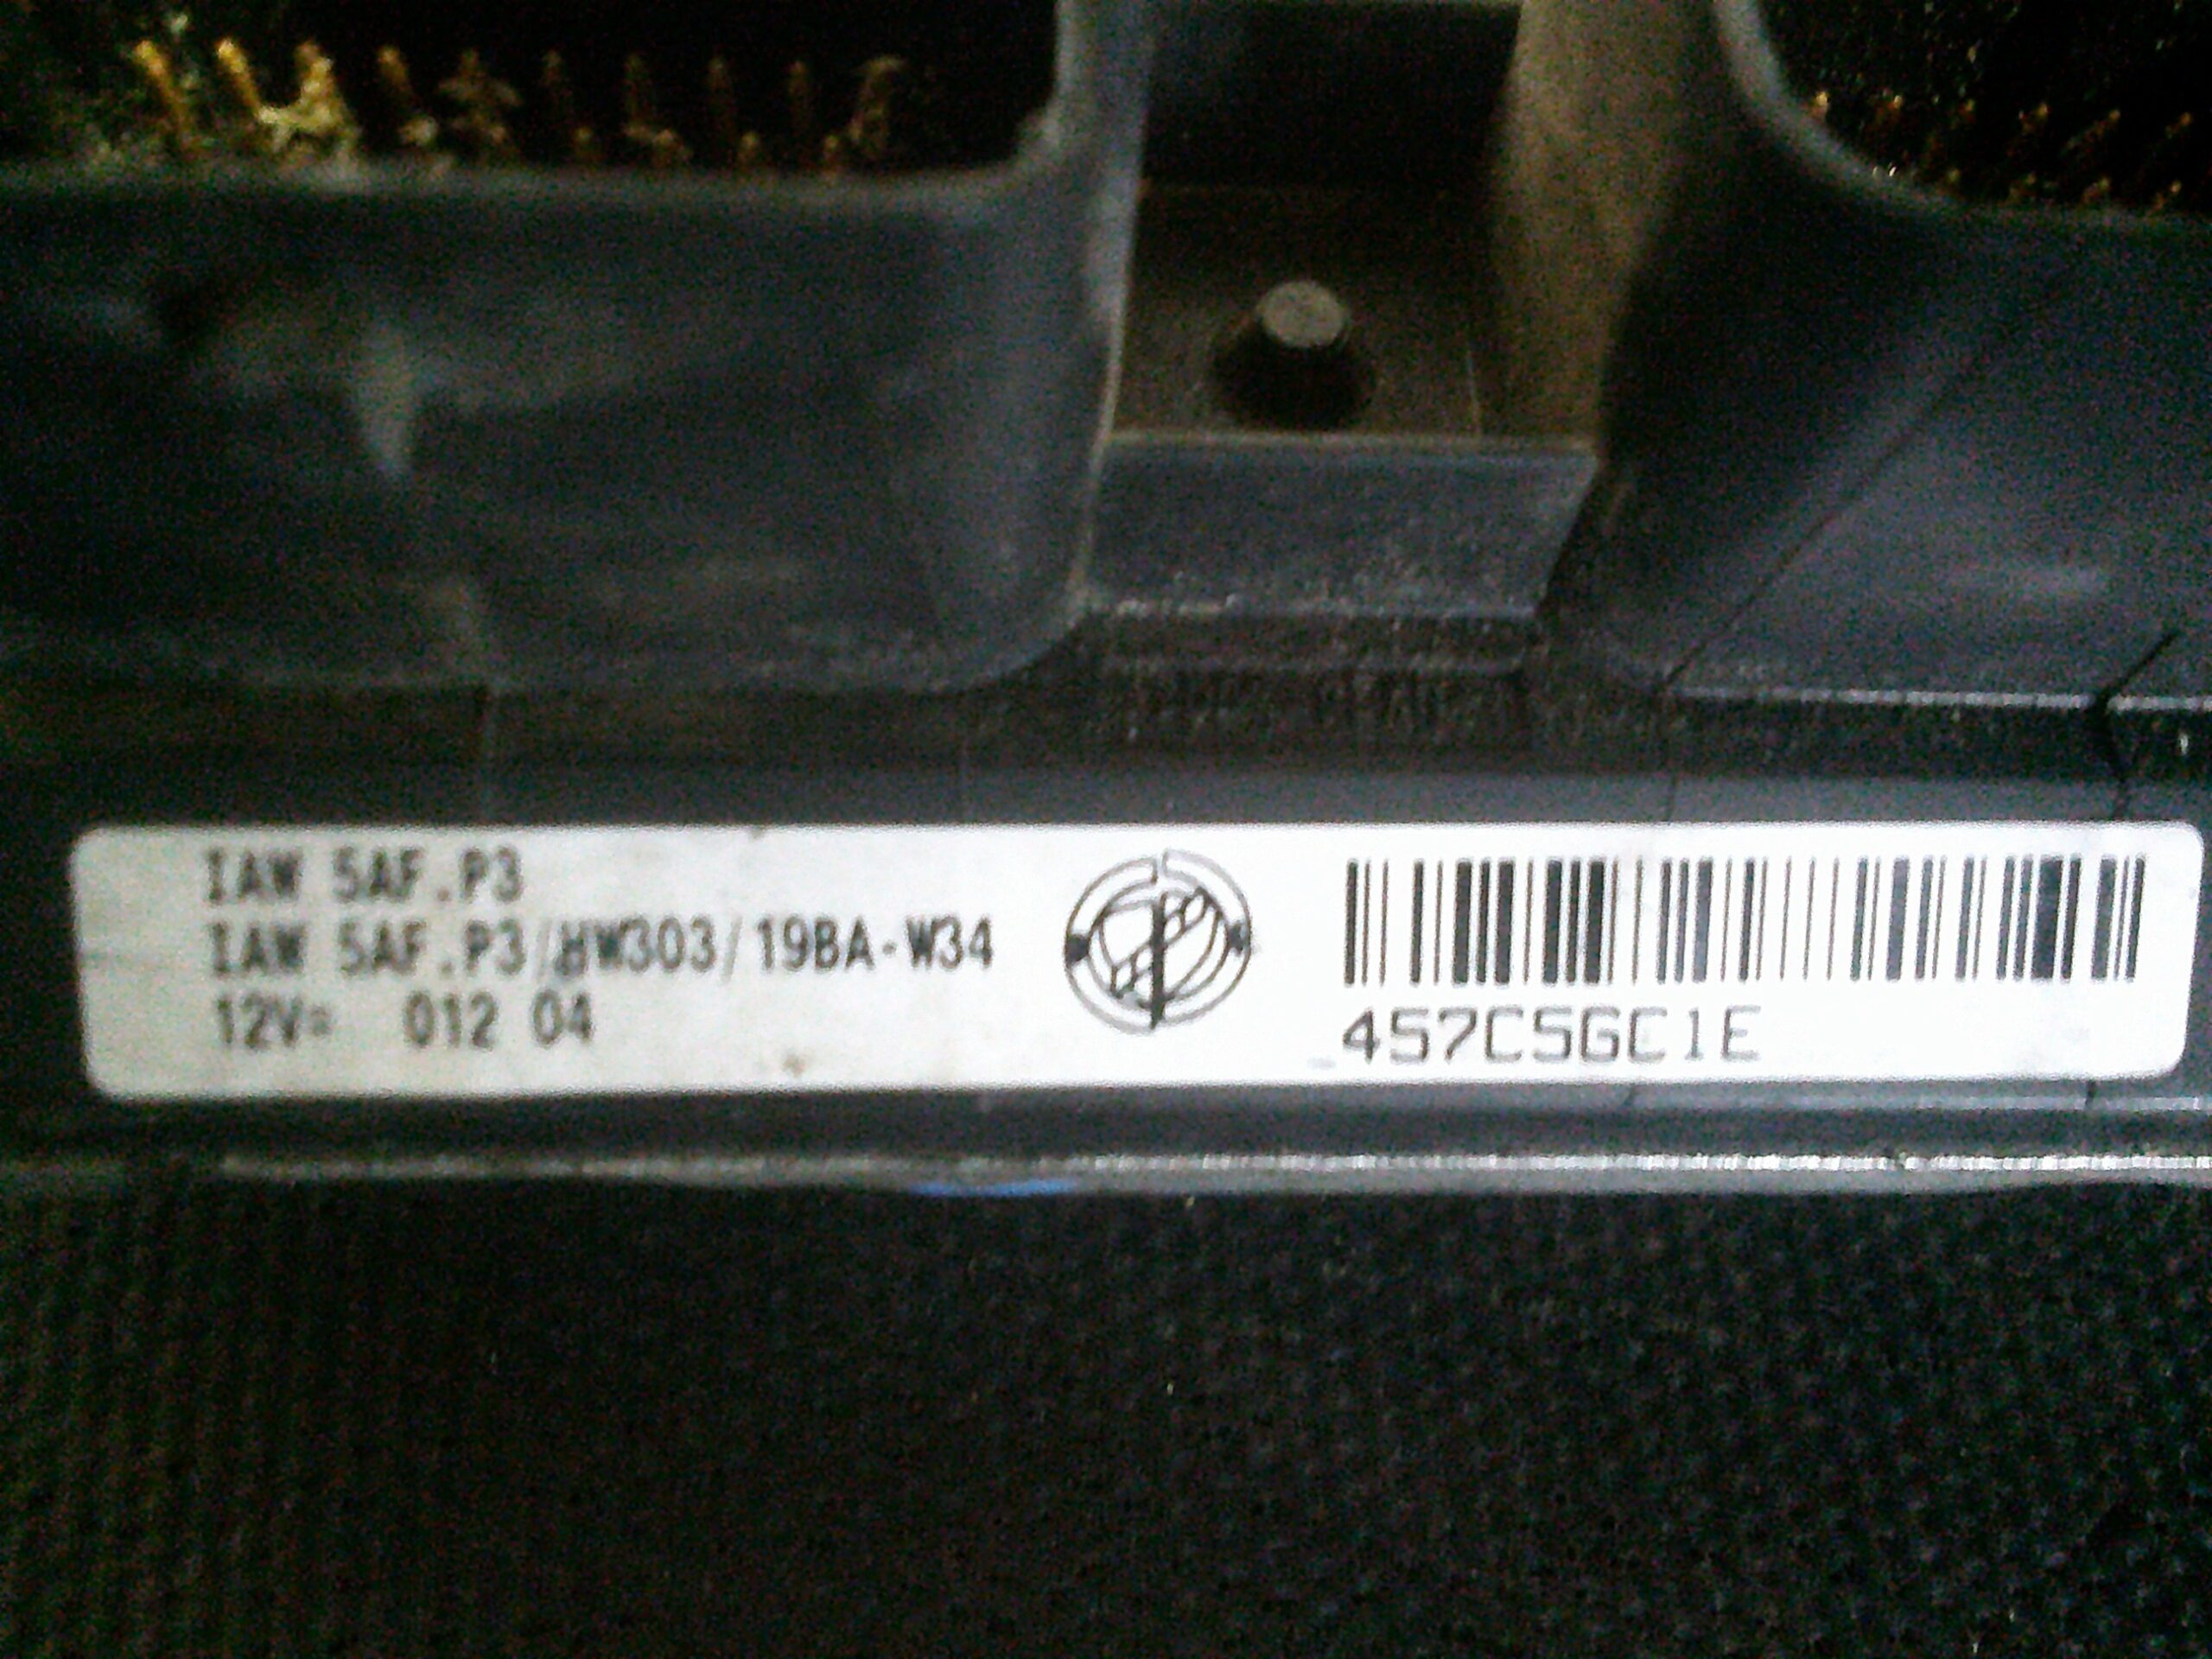 IAW 5AF.P3
IAW 5AF.P3/HW303/19BA-W34
12V= 012 04
457C5GC1E